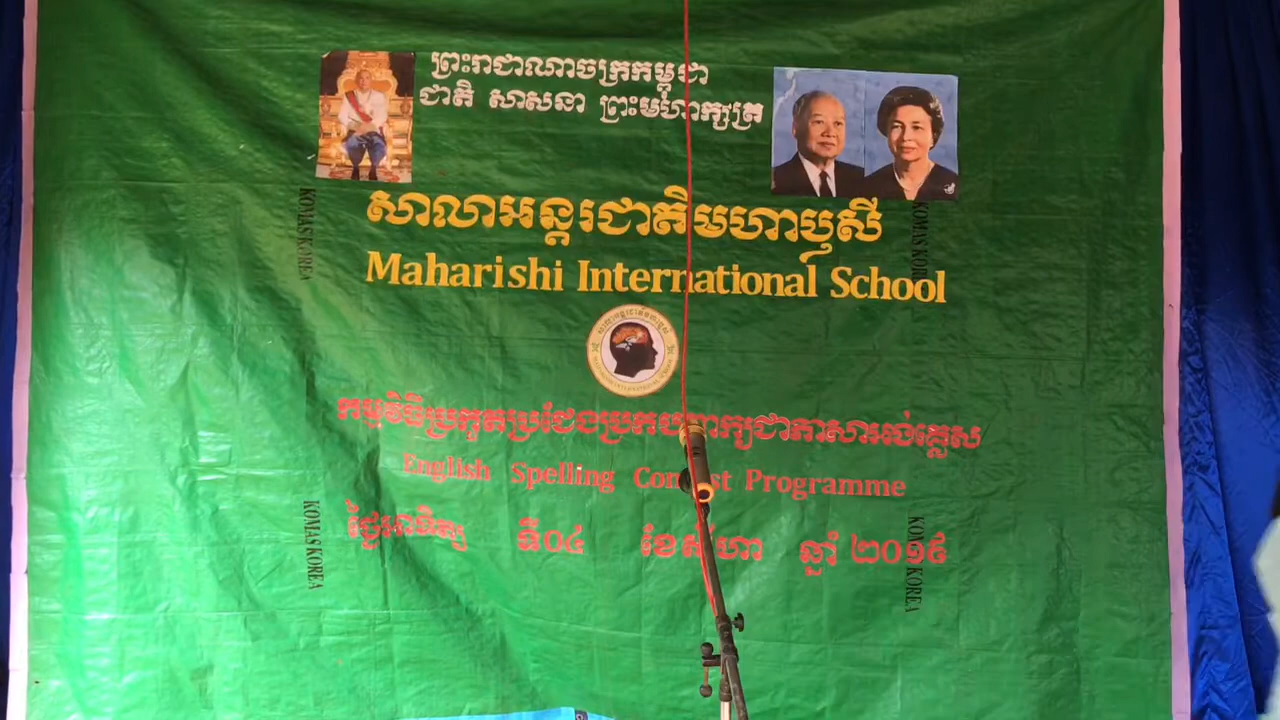 ព្រះរាជាណាចក្រកម្ពុជា
ជាតិ សាសនា ព្រះមហាក្សត្រ
សាលាអន្តរជាតិមហាឫសី
Maharishi International School
កម្មវិធីប្រកួតប្រជែងប្រកបពាក្យជាភាសាអង់គ្លេស
English Spelling Contest Programme
ថ្ងៃអាទិត្យ ទី០៤ ខែសីហា ឆ្នាំ ២០១៩
KOMAS KOREA
KOMAS KOREA
KOMAS KOREA
KOMAS KOREA